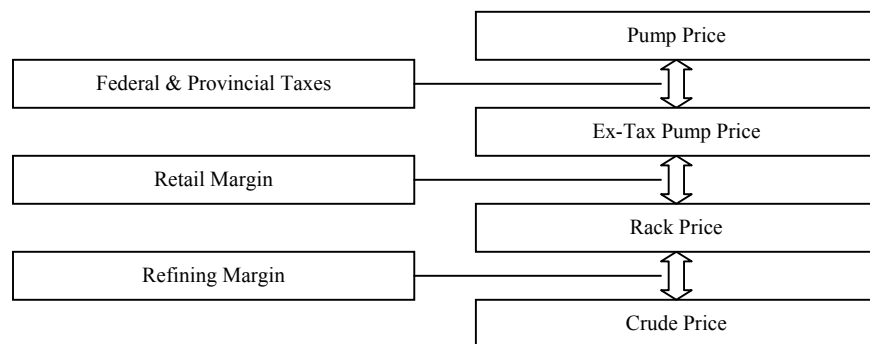 Pump Price
Federal & Provincial Taxes
Ex-Tax Pump Price
Retail Margin
Rack Price
Refining Margin
Crude Price